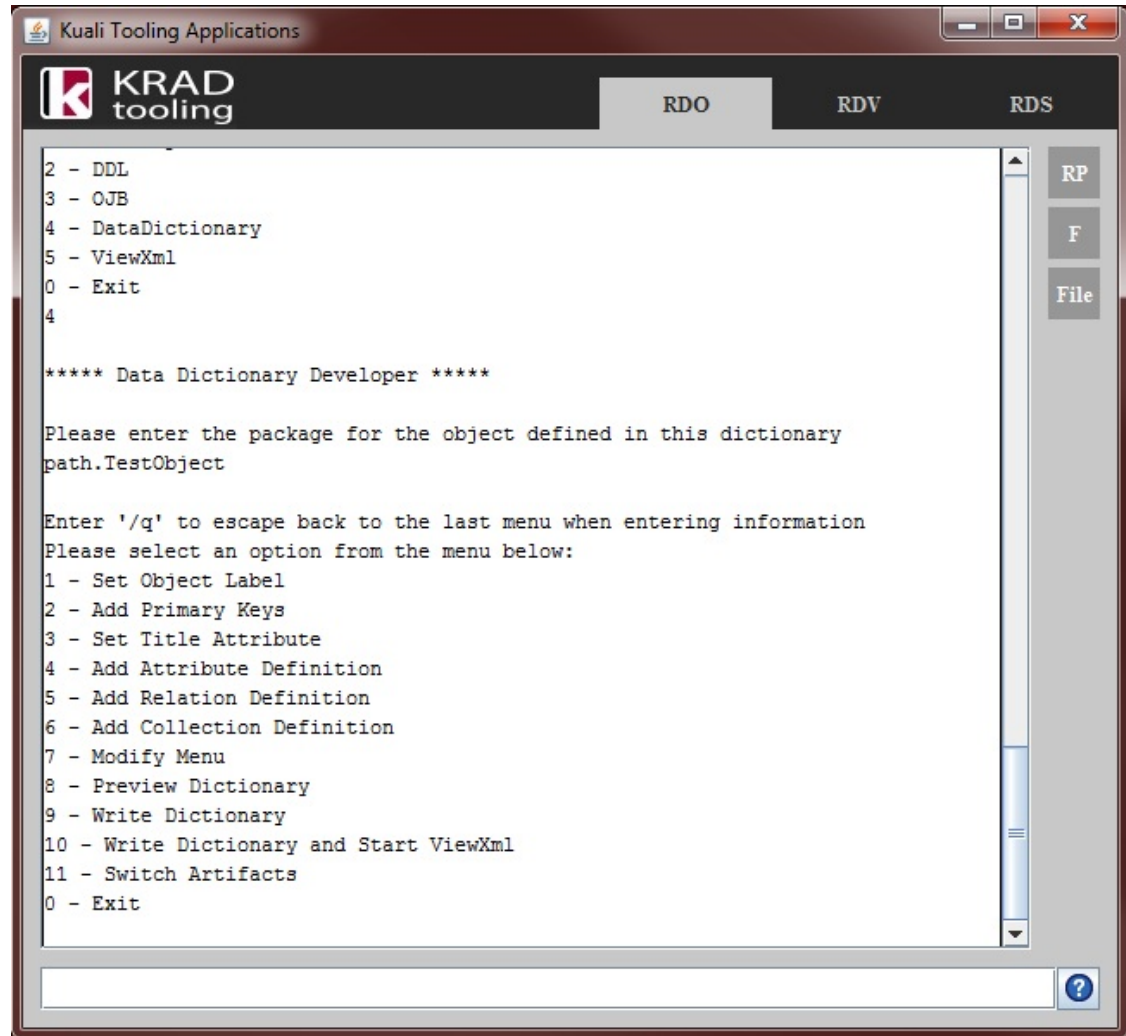 Kuali Tooling Applications
KRAD
tooling
RDO
RDV
RDS
2 - DDL
3 - OJB
4 - DataDictionary
5 - ViewXml
0 - Exit
4
***** Data Dictionary Developer *****
Please enter the package for the object defined in this dictionary
path.TestObject
Enter '/q' to escape back to the last menu when entering information
Please select an option from the menu below:
1 - Set Object Label
2 - Add Primary Keys
3 - Set Title Attribute
4 - Add Attribute Definition
5 - Add Relation Definition
6 - Add Collection Definition
7 - Modify Menu
8 - Preview Dictionary
9 - Write Dictionary
10 - Write Dictionary and Start ViewXml
11 - Switch Artifacts
0 - Exit
RP
F
File
?